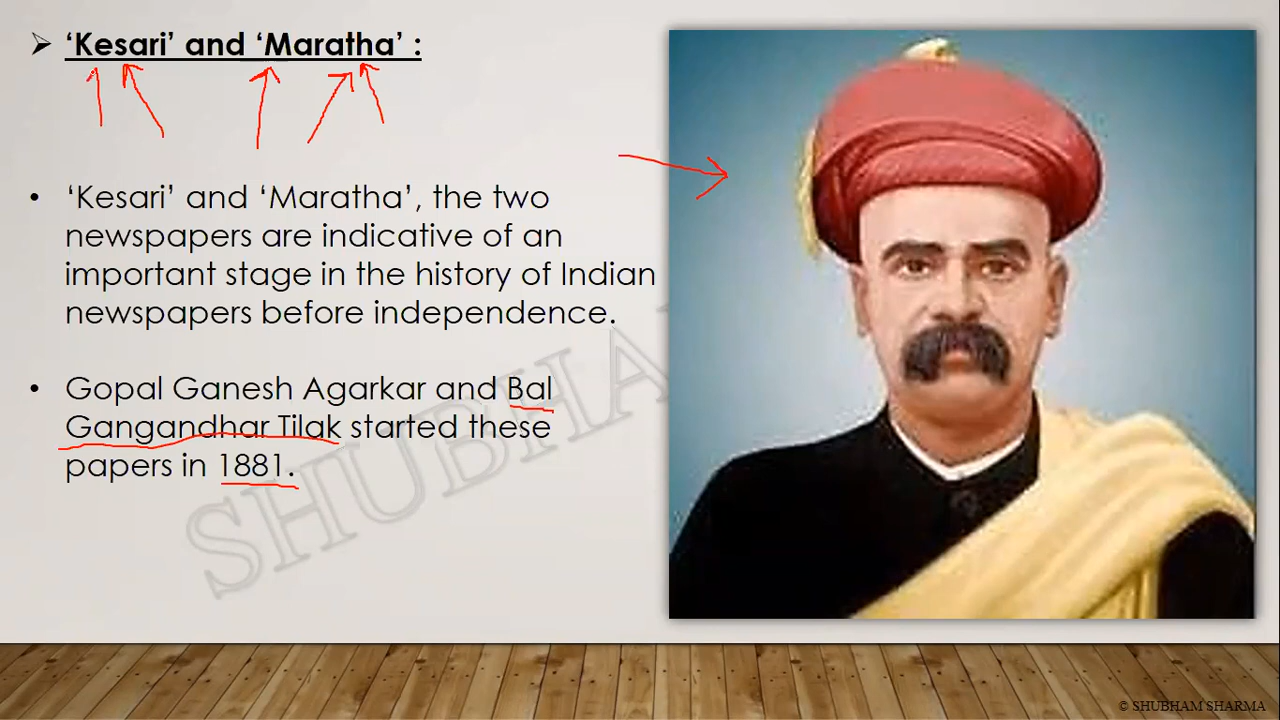 ‘Kesari’ and ‘Maratha’ :
‘Kesari’ and ‘Maratha’, the two
newspapers are indicative of an
important stage in the history of Indian
newspapers before independence.
Gopal Ganesh Agarkar and Bal
Gangandhar Tilak started these
papers in 1881.
SHUBHA
© SHUBHAM SHARMA